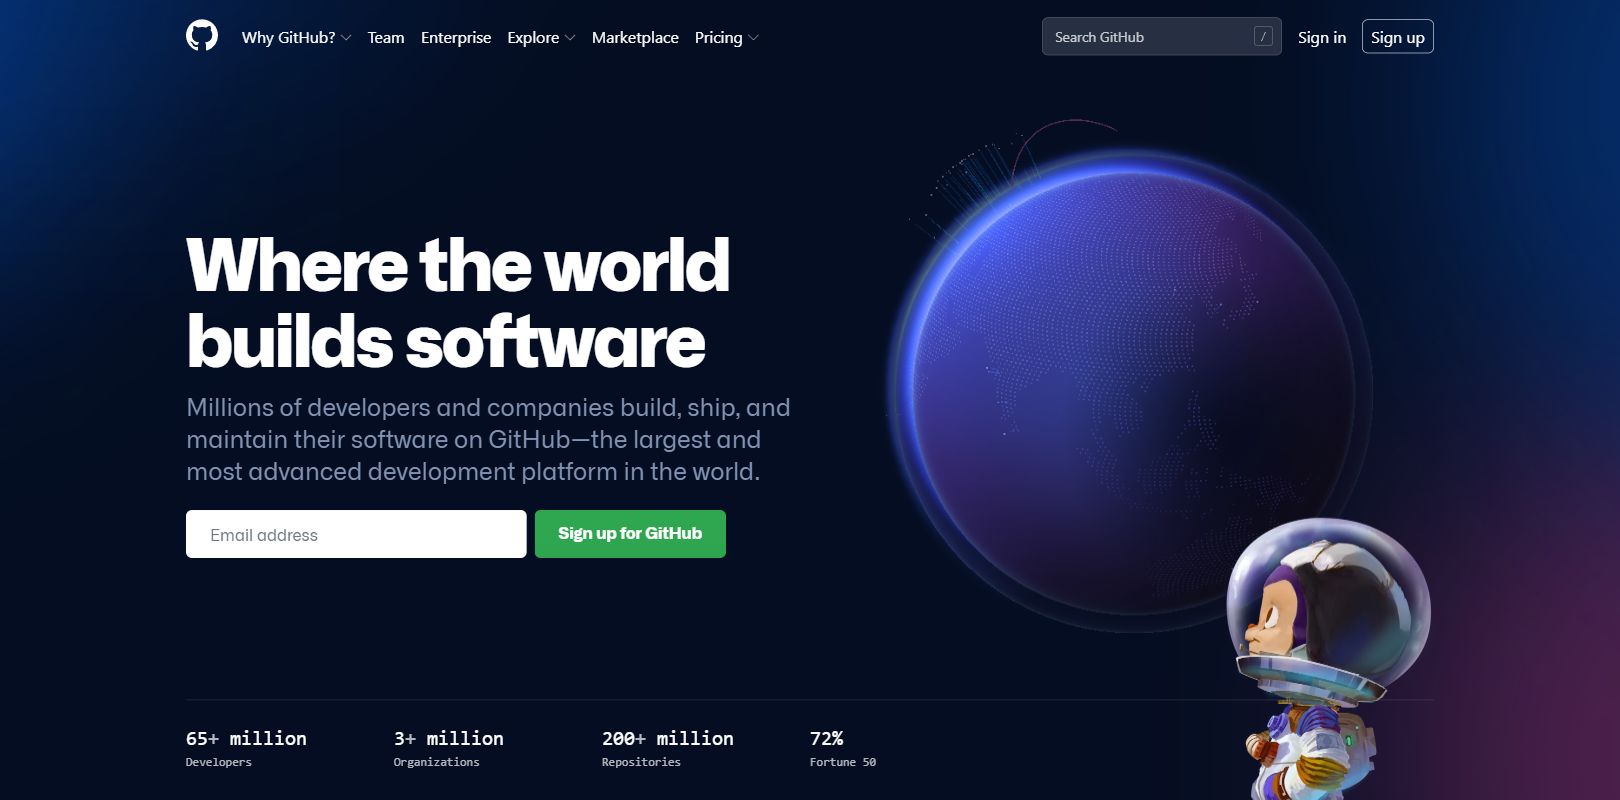 Why GitHub? Team Enterprise Explore Marketplace Pricing Search GitHub / Sign in Sign up
Where the world
builds software
Millions of developers and companies build, ship, and
maintain their software on GitHub—the largest and
most advanced development platform in the world.
Email address Sign up for GitHub
65+ million 3+ million 200+ million 72%
Developers Organizations Repositories Fortune 50